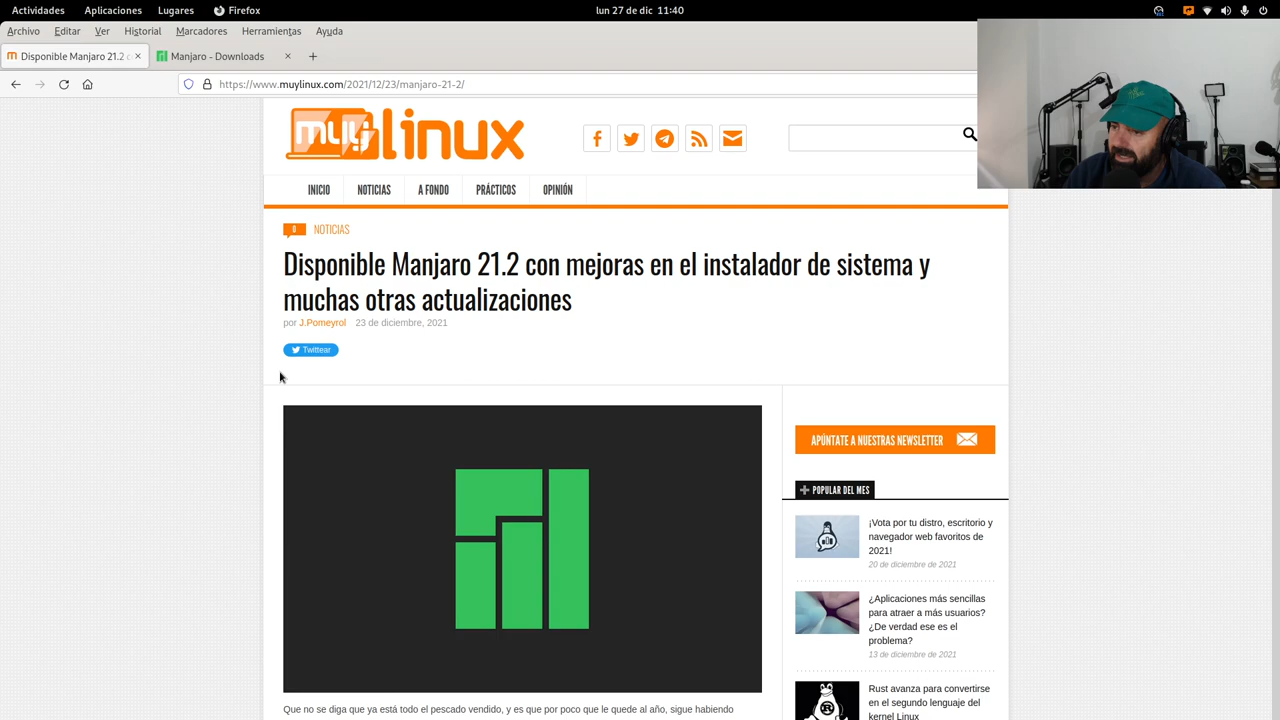 Actividades Aplicaciones Lugares Firefox lun 27 de dic 11:40
Archivo Editar Ver Historial Marcadores Herramientas Ayuda
Disponible Manjaro 21.2 c Manjaro - Downloads
https://www.muylinux.com/2021/12/23/manjaro-21-2/
muylinux
INICIO NOTICIAS A FONDO PRÁCTICOS OPINIÓN
0 NOTICIAS
Disponible Manjaro 21.2 con mejoras en el instalador de sistema y
muchas otras actualizaciones
por J.Pomeyrol 23 de diciembre, 2021
Twittear
APÚNTATE A NUESTRAS NEWSLETTER
POPULAR DEL MES
¡Vota por tu distro, escritorio y
navegador web favoritos de
2021!
20 de diciembre de 2021
¿Aplicaciones más sencillas
para atraer a más usuarios?
¿De verdad ese es el
problema?
13 de diciembre de 2021
Rust avanza para convertirse
en el segundo lenguaje del
kernel Linux
Que no se diga que ya está todo el pescado vendido, y es que por poco que le quede al año, sigue habiendo